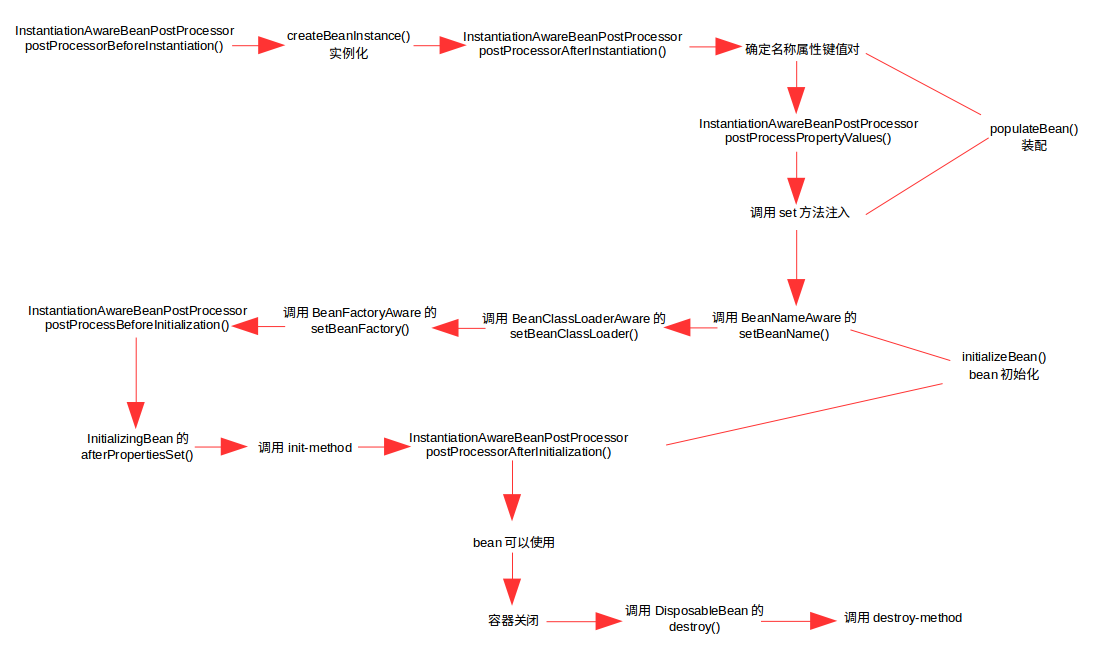 InstantiationAwareBeanPostProcessor
postProcessorBeforeInstantiation()
createBeanInstance()
实例化
InstantiationAwareBeanPostProcessor
postProcessorAfterInstantiation()
确定名称属性键值对
InstantiationAwareBeanPostProcessor
postProcessPropertyValues()
populateBean()
装配
调用 set 方法注入
InstantiationAwareBeanPostProcessor
postProcessBeforeInitialization()
调用 BeanFactoryAware 的
setBeanFactory()
调用 BeanClassLoaderAware 的
setBeanClassLoader()
调用 BeanNameAware 的
setBeanName()
initializeBean()
bean 初始化
InitializingBean 的
afterPropertiesSet()
调用 init-method
InstantiationAwareBeanPostProcessor
postProcessorAfterInitialization()
bean 可以使用
容器关闭
调用 DisposableBean 的
destroy()
调用 destroy-method